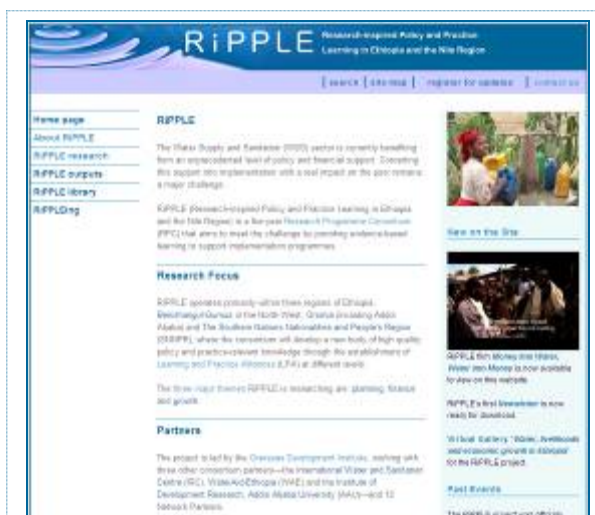 RiPPLE
Research-inspired Policy and Practice
Learning in Ethiopia and the Nile Region
search | site map | register for updates | contact us
Home page
About RiPPLE
RiPPLE research
RiPPLE outputs
RiPPLE library
RiPPLEing
RiPPLE
The Water Supply and Sanitation (WSS) sector is currently benefiting
from an unprecedented level of policy and financial support. Converting
this support into implementation with a real impact on the poor remains
a major challenge.
RiPPLE (Research-inspired Policy and Practice Learning in Ethiopia
and the Nile Region) is a five-year Research Programme Consortium
(RPC) that aims to meet the challenge by providing evidence-based
learning to support implementation programmes.
Research Focus
RiPPLE operates primarily within three regions of Ethiopia:
Benishangul-Gumuz in the North West, Oromia (including Addis
Ababa) and The Southern Nations Nationalities and People's Region
(SNNPR), where the consortium will develop a new body of high quality
policy and practice-relevant knowledge through the establishment of
Learning and Practice Alliances (LPAs) at different levels.
The three major themes RiPPLE is researching are: planning, finance
and growth.
Partners
The project is led by the Overseas Development Institute, working with
three other consortium partners—the International Water and Sanitation
Centre (IRC), WaterAid Ethiopia (WAE) and the Institute of
Development Research, Addis Ababa University (AAU)—and 12
Network Partners.
New on the Site
RiPPLE film Money into Water,
Water into Money is now available
to view on this website.
RiPPLE's first Newsletter is now
ready for download.
Virtual Gallery 'Water, livelihoods
and economic growth in Ethiopia'
for the RiPPLE project.
Past Events